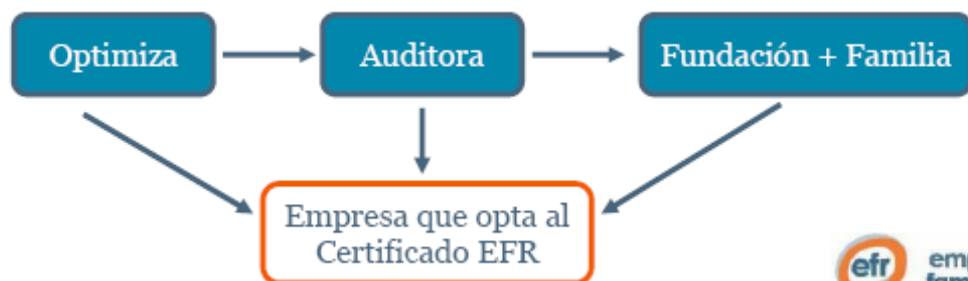 Optimiza
Auditora
Fundación + Familia
Empresa que opta al
Certificado EFR
efr